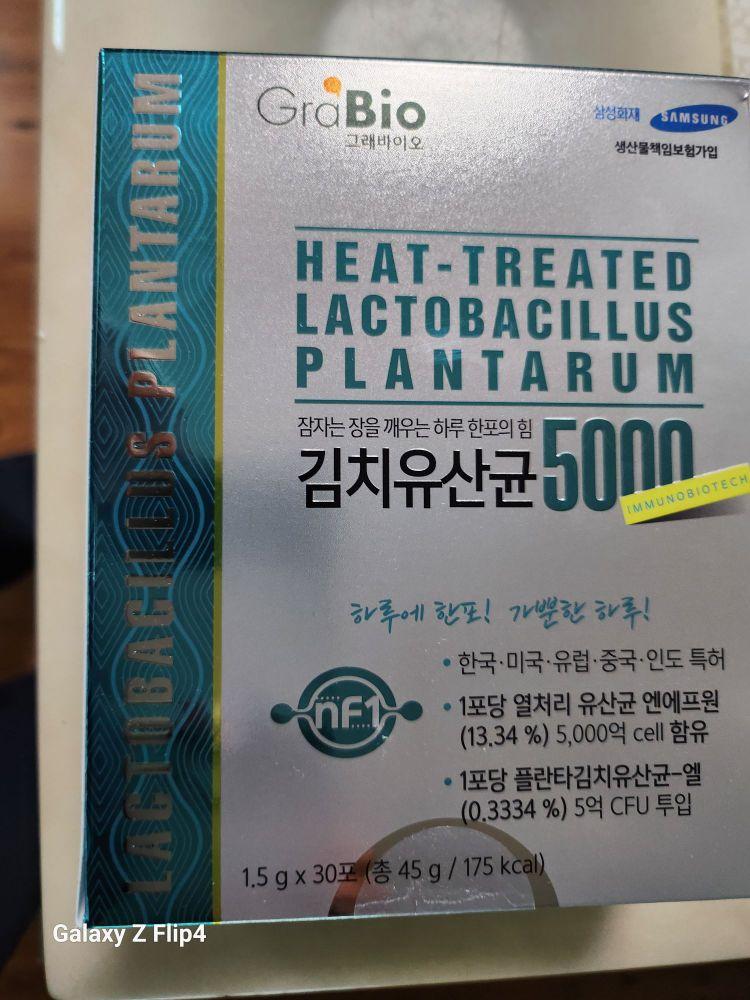 LACTOBACILLUS PLANTARUM
GraBio
그래바이오
삼성화재 SAMSUNG
생산물책임보험가입
HEAT-TREATED
LACTOBACILLUS
PLANTARUM
잠자는 장을 깨우는 하루 한포의 힘
김치유산균 5000
IMMUNOBIOTECH
하루에 한포! 가뿐한 하루!
nF1
• 한국·미국·유럽·중국·인도 특허
• 1포당 열처리 유산균 엔에프원
(13.34 %) 5,000억 cell 함유
• 1포당 플란타김치유산균-엘
(0.3334 %) 5억 CFU 투입
1.5 g x 30포 (총 45 g / 175 kcal)
Galaxy Z Flip4